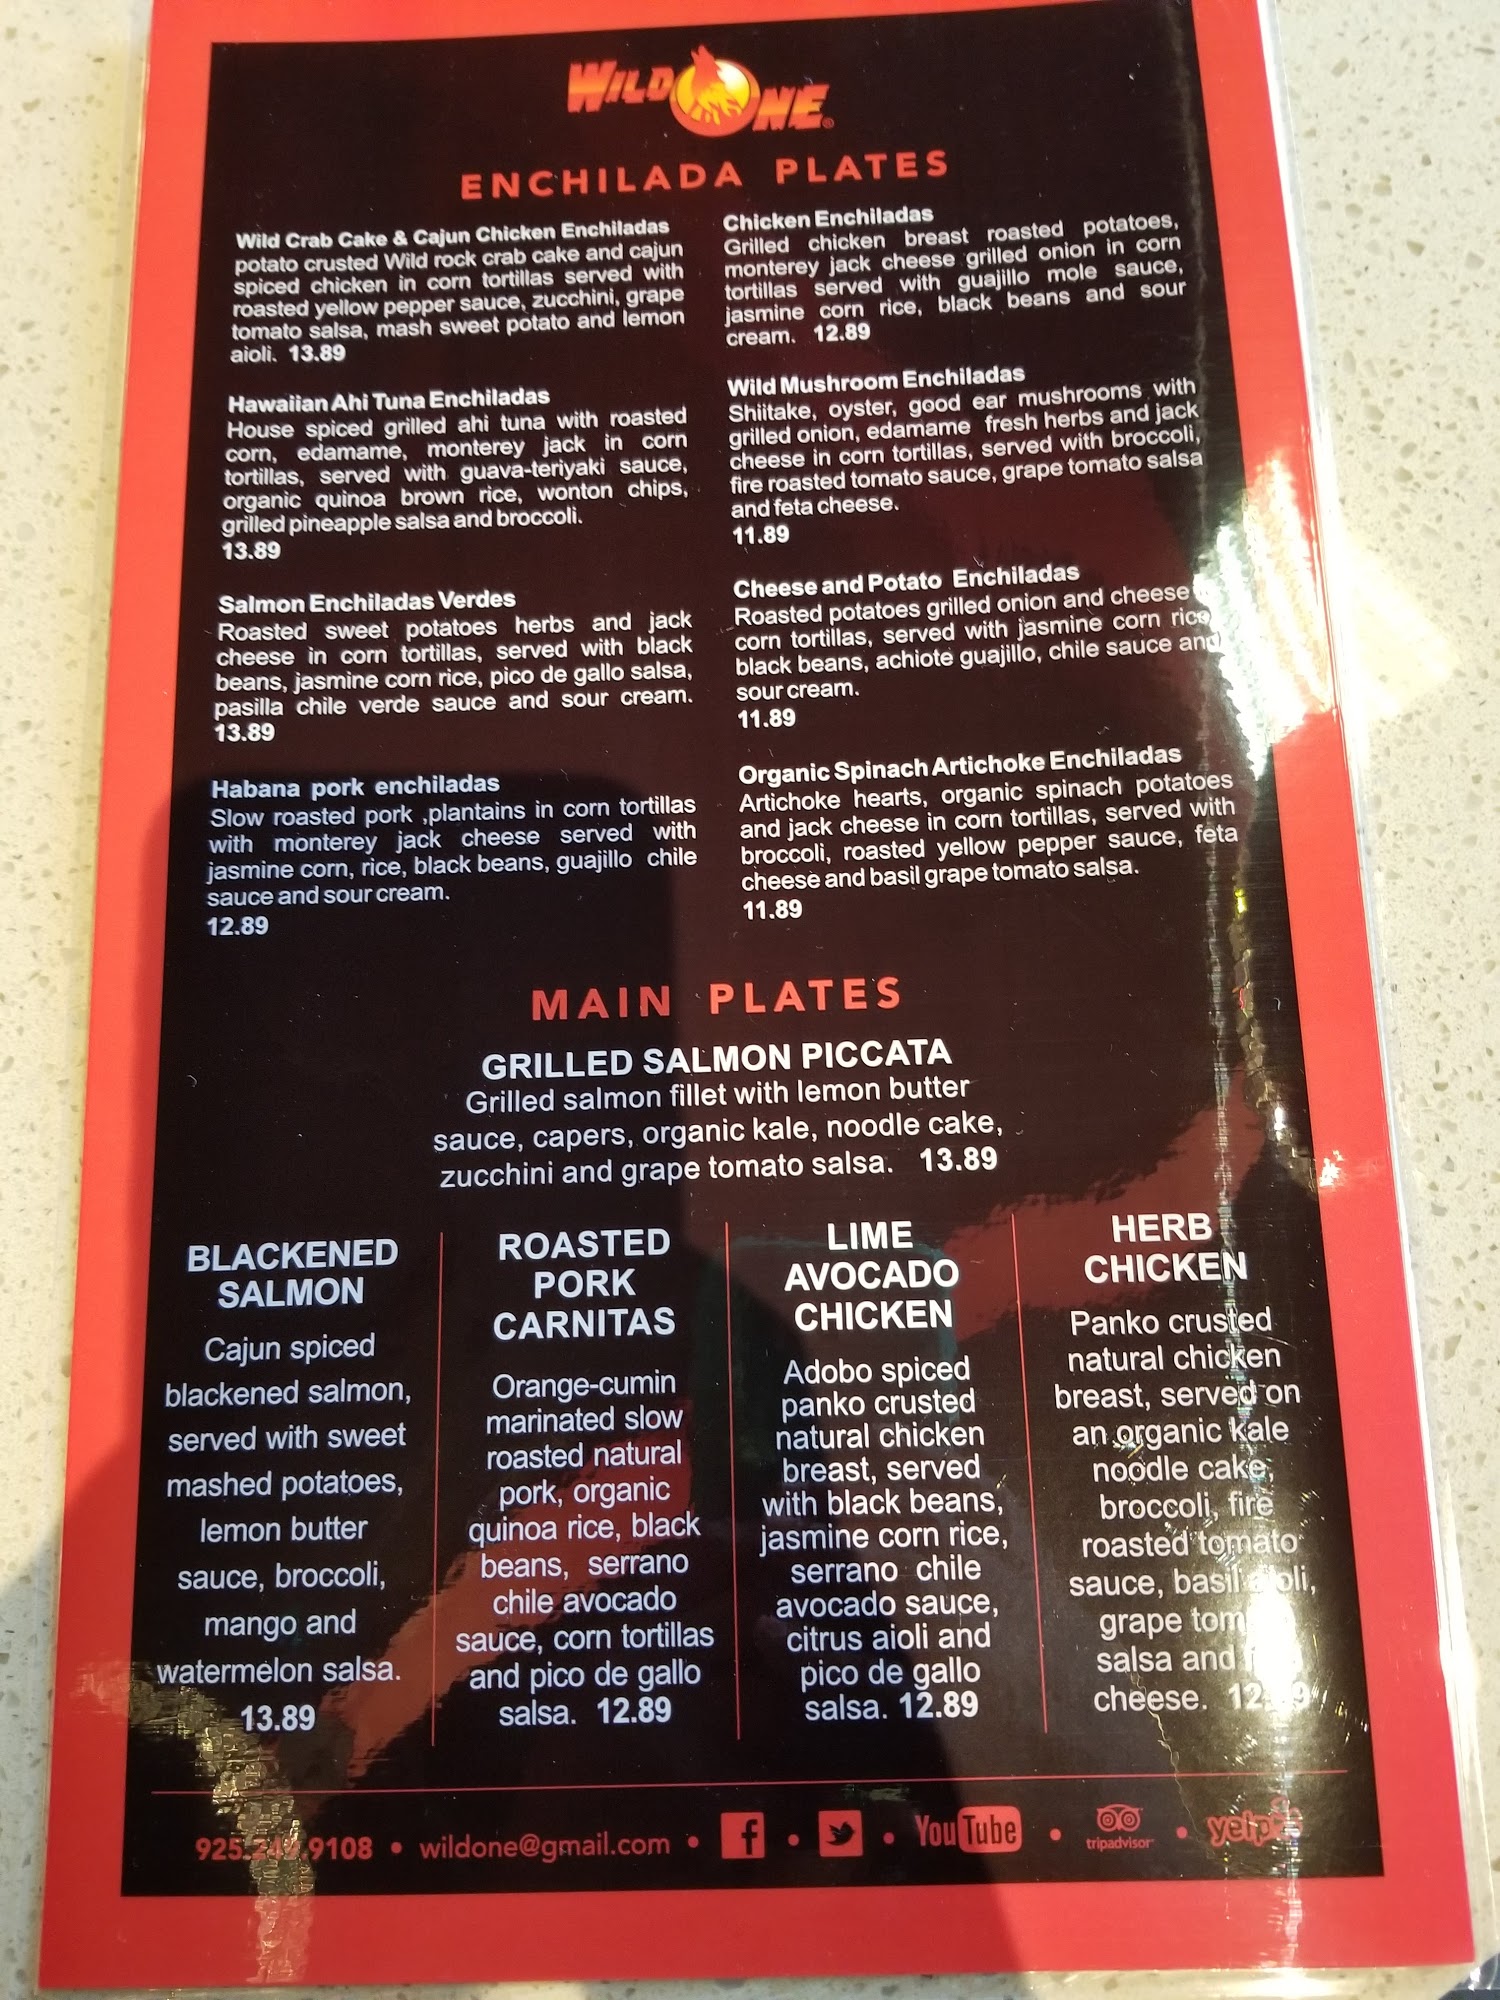 WILD ONE®
ENCHILADA PLATES
Wild Crab Cake & Cajun Chicken Enchiladas
potato crusted Wild rock crab cake and cajun
spiced chicken in corn tortillas served with
roasted yellow pepper sauce, zucchini, grape
tomato salsa, mash sweet potato and lemon
aioli. 13.89
Hawaiian Ahi Tuna Enchiladas
House spiced grilled ahi tuna with roasted
corn, edamame, monterey jack in corn
tortillas, served with guava-teriyaki sauce,
organic quinoa brown rice, wonton chips,
grilled pineapple salsa and broccoli.
13.89
Salmon Enchiladas Verdes
Roasted sweet potatoes herbs and jack
cheese in corn tortillas, served with black
beans, jasmine corn rice, pico de gallo salsa,
pasilla chile verde sauce and sour cream.
13.89
Habana pork enchiladas
Slow roasted pork ,plantains in corn tortillas
with monterey jack cheese served with
jasmine corn, rice, black beans, guajillo chile
sauce and sour cream.
12.89
Chicken Enchiladas
Grilled chicken breast roasted potatoes,
monterey jack cheese grilled onion in corn
tortillas served with guajillo mole sauce,
jasmine corn rice, black beans and sour
cream. 12.89
Wild Mushroom Enchiladas
Shiitake, oyster, good ear mushrooms with
grilled onion, edamame fresh herbs and jack
cheese in corn tortillas, served with broccoli,
fire roasted tomato sauce, grape tomato salsa
and feta cheese.
11.89
Cheese and Potato Enchiladas
Roasted potatoes grilled onion and cheese
corn tortillas, served with jasmine corn rice
black beans, achiote guajillo, chile sauce and
sour cream.
11.89
Organic Spinach Artichoke Enchiladas
Artichoke hearts, organic spinach potatoes
and jack cheese in corn tortillas, served with
broccoli, roasted yellow pepper sauce, feta
cheese and basil grape tomato salsa.
11.89
MAIN PLATES
GRILLED SALMON PICCATA
Grilled salmon fillet with lemon butter
sauce, capers, organic kale, noodle cake,
zucchini and grape tomato salsa. 13.89
BLACKENED
SALMON
Cajun spiced
blackened salmon,
served with sweet
mashed potatoes,
lemon butter
sauce, broccoli,
mango and
watermelon salsa.
13.89
ROASTED
PORK
CARNITAS
Orange-cumin
marinated slow
roasted natural
pork, organic
quinoa rice, black
beans, serrano
chile avocado
sauce, corn tortillas
and pico de gallo
salsa. 12.89
LIME
AVOCADO
CHICKEN
Adobo spiced
panko crusted
natural chicken
breast, served
with black beans,
jasmine corn rice,
serrano chile
avocado sauce,
citrus aioli and
pico de gallo
salsa. 12.89
HERB
CHICKEN
Panko crusted
natural chicken
breast, served on
an organic kale
noodle cake,
broccoli, fire
roasted tomato
sauce, basil
grape
salsa and
cheese.
• wildone@gmail.com • f • • YouTube • tripadvisor • yelp